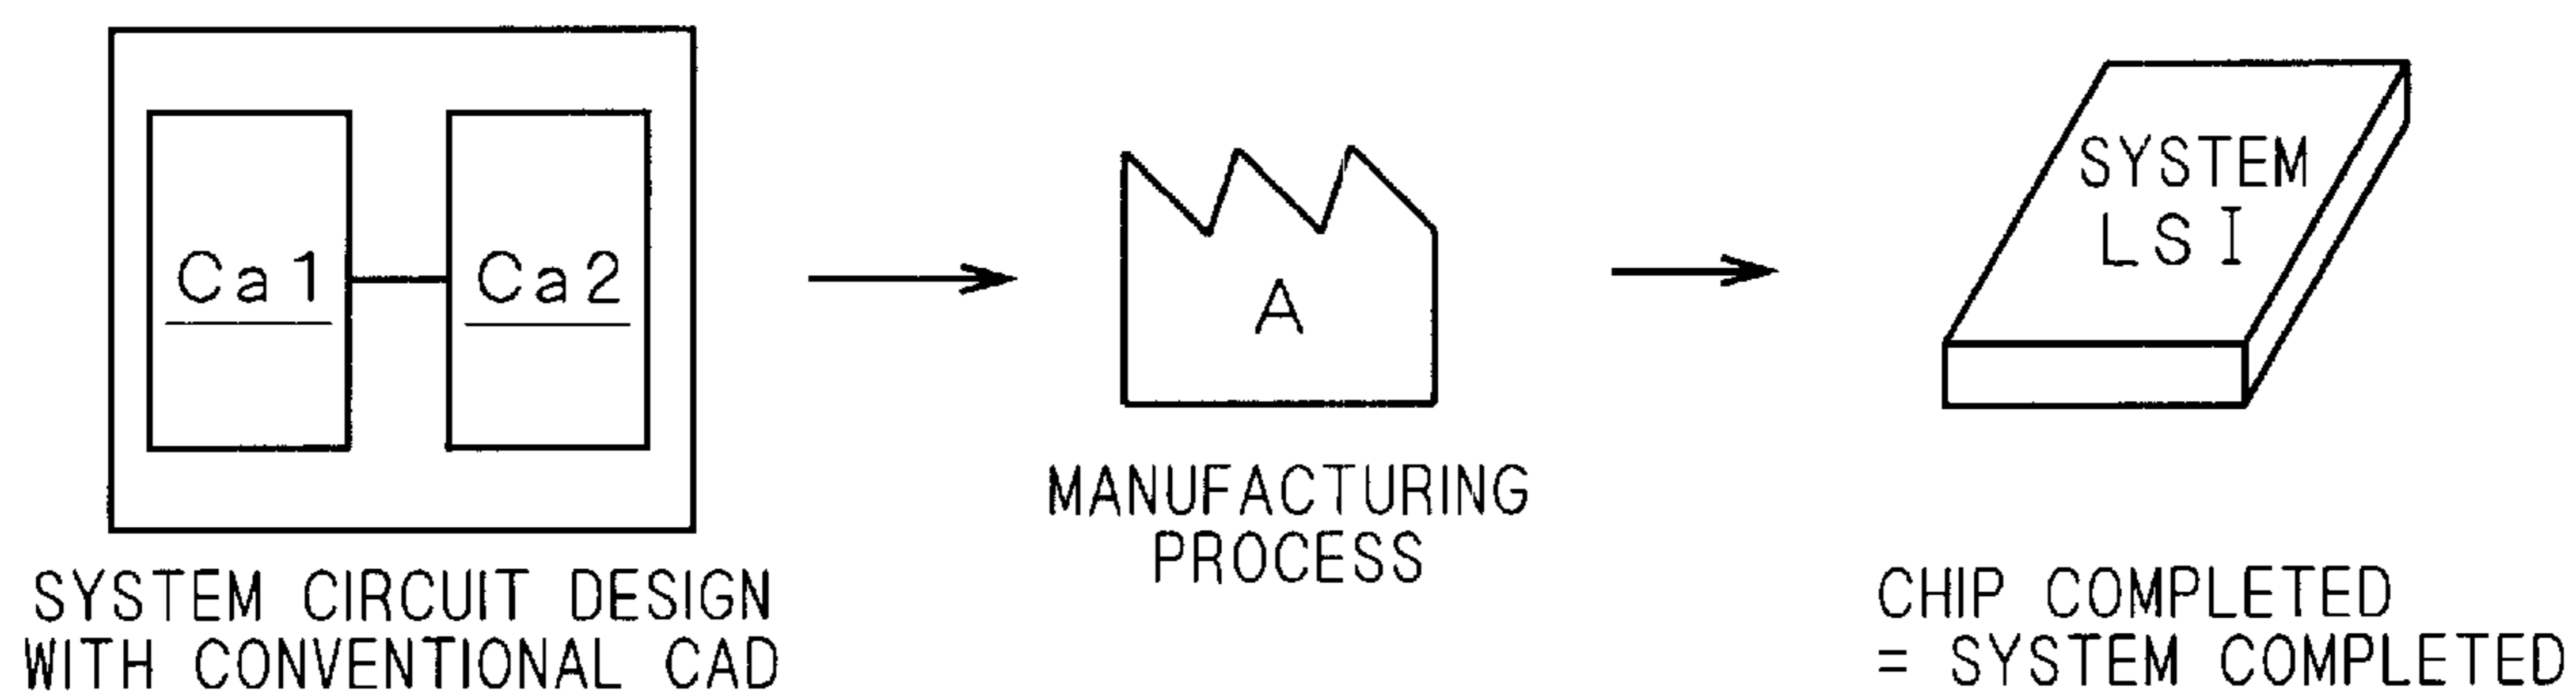 Ca1
Ca2
SYSTEM CIRCUIT DESIGN
WITH CONVENTIONAL CAD
A
MANUFACTURING
PROCESS
SYSTEM
LSI
CHIP COMPLETED
= SYSTEM COMPLETED